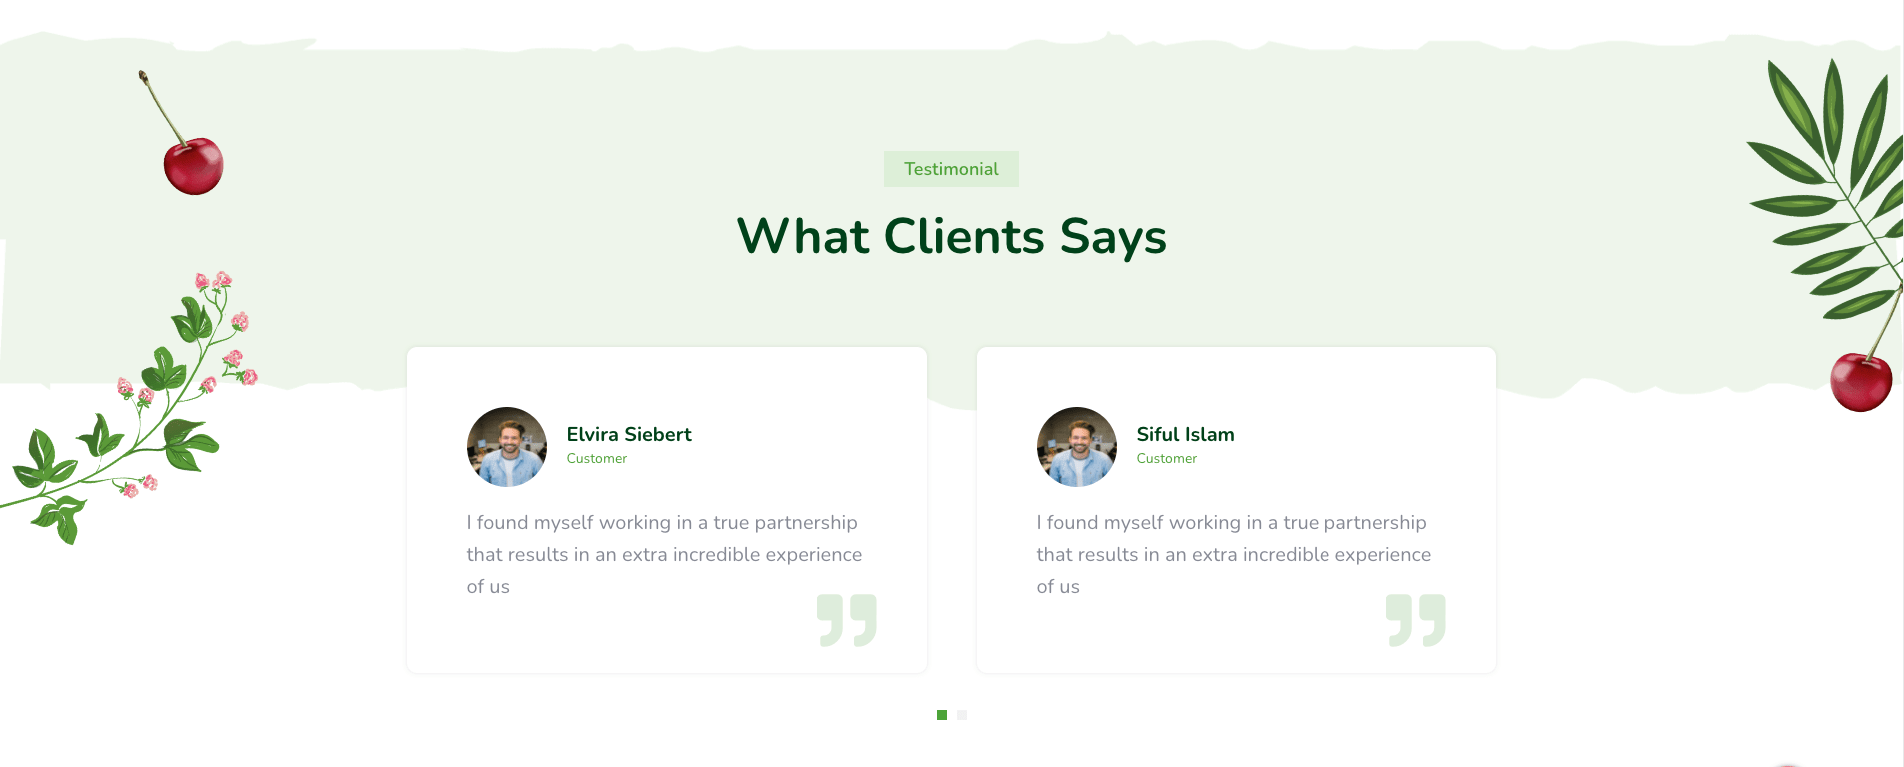 Testimonial
What Clients Says
Elvira Siebert
Customer
I found myself working in a true partnership
that results in an extra incredible experience
of us
Siful Islam
Customer
I found myself working in a true partnership
that results in an extra incredible experience
of us